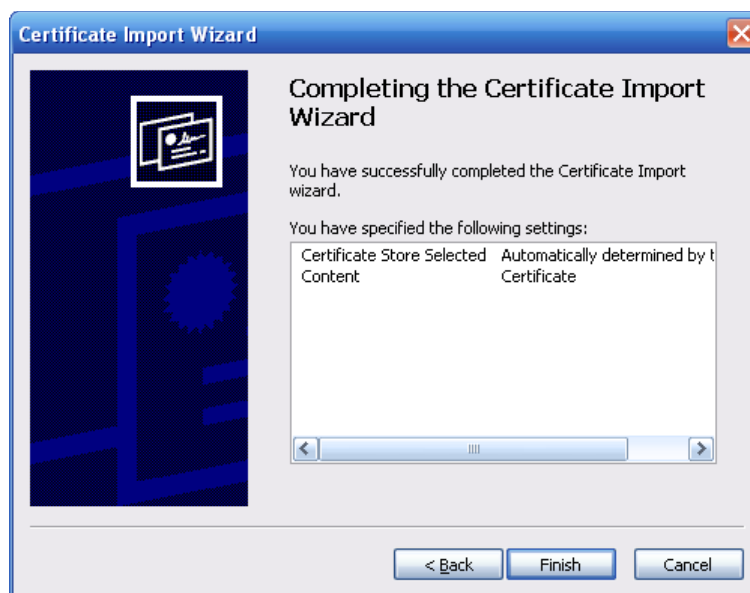 Certificate Import Wizard
Completing the Certificate Import
Wizard
You have successfully completed the Certificate Import
wizard.
You have specified the following settings:
Certificate Store Selected Automatically determined by t
Content Certificate
< Back Finish Cancel